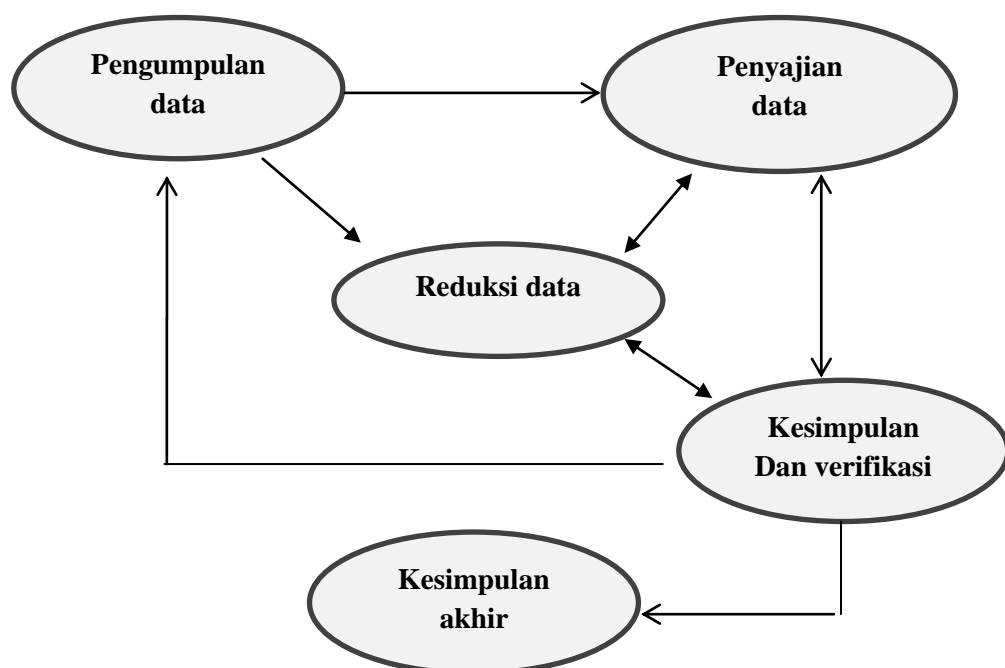 Pengumpulan
data
Penyajian
data
Reduksi data
Kesimpulan
Dan verifikasi
Kesimpulan
akhir